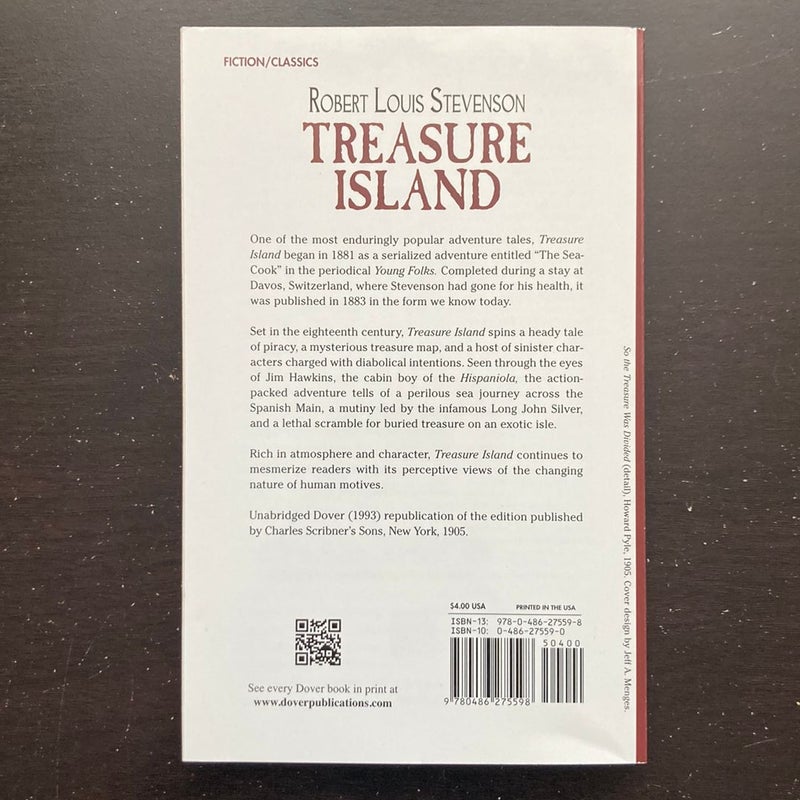 FICTION/CLASSICS
ROBERT LOUIS STEVENSON
TREASURE
ISLAND
One of the most enduringly popular adventure tales, Treasure
Island began in 1881 as a serialized adventure entitled “The Sea-
Cook” in the periodical Young Folks. Completed during a stay at
Davos, Switzerland, where Stevenson had gone for his health, it
was published in 1883 in the form we know today.
Set in the eighteenth century, Treasure Island spins a heady tale
of piracy, a mysterious treasure map, and a host of sinister char-
acters charged with diabolical intentions. Seen through the eyes
of Jim Hawkins, the cabin boy of the Hispaniola, the action-
packed adventure tells of a perilous sea journey across the
Spanish Main, a mutiny led by the infamous Long John Silver,
and a lethal scramble for buried treasure on an exotic isle.
Rich in atmosphere and character, Treasure Island continues to
mesmerize readers with its perceptive views of the changing
nature of human motives.
Unabridged Dover (1993) republication of the edition published
by Charles Scribner’s Sons, New York, 1905.
See every Dover book in print at
www.doverpublications.com
$4.00 USA PRINTED IN THE USA
ISBN-13: 978-0-486-27559-8
ISBN-10: 0-486-27559-0
50400
9 780486 275598
So the Treasure Was Divided (detail), Howard Pyle, 1905. Cover design by Jeff A. Menges.